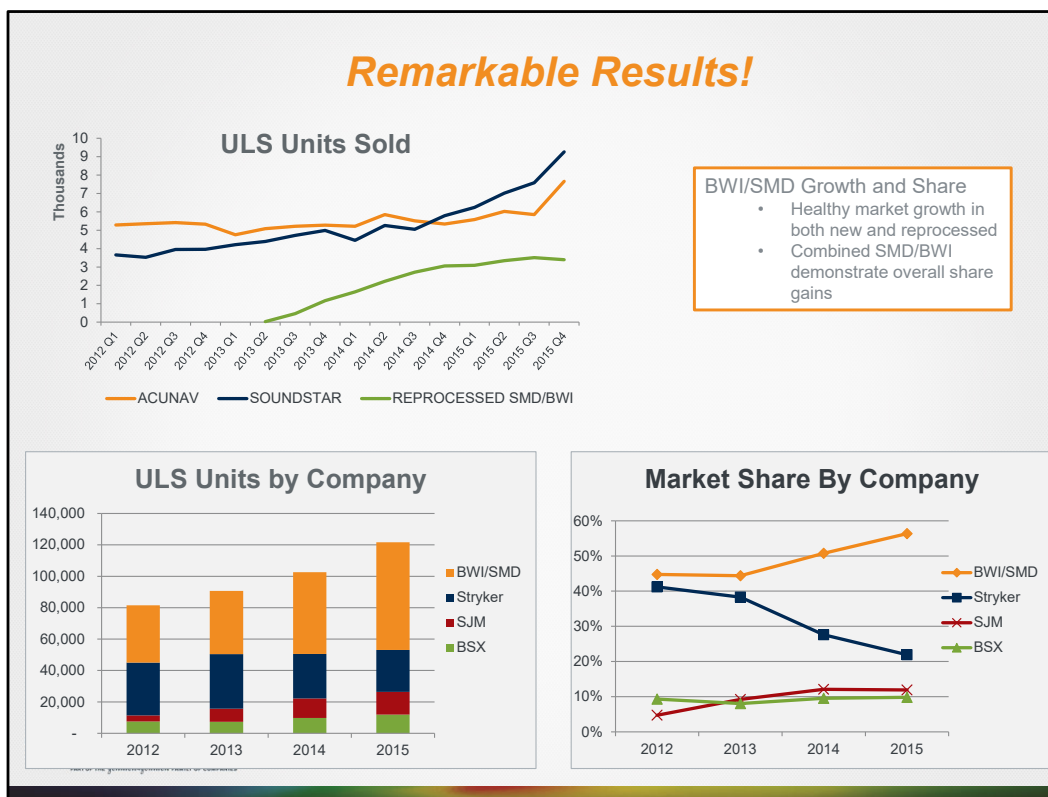 Remarkable Results!
ULS Units Sold
Thousands
10
9
8
7
6
5
4
3
2
1
0
2012 Q1
2012 Q2
2012 Q3
2012 Q4
2013 Q1
2013 Q2
2013 Q3
2013 Q4
2014 Q1
2014 Q2
2014 Q3
2014 Q4
2015 Q1
2015 Q2
2015 Q3
2015 Q4
ACUNAV SOUNDSTAR REPROCESSED SMD/BWI
BWI/SMD Growth and Share
• Healthy market growth in
both new and reprocessed
• Combined SMD/BWI
demonstrate overall share
gains
ULS Units by Company
140,000
120,000
100,000
80,000
60,000
40,000
20,000
-
2012 2013 2014 2015
BWI/SMD
Stryker
SJM
BSX
Market Share By Company
60%
50%
40%
30%
20%
10%
0%
2012 2013 2014 2015
BWI/SMD
Stryker
SJM
BSX